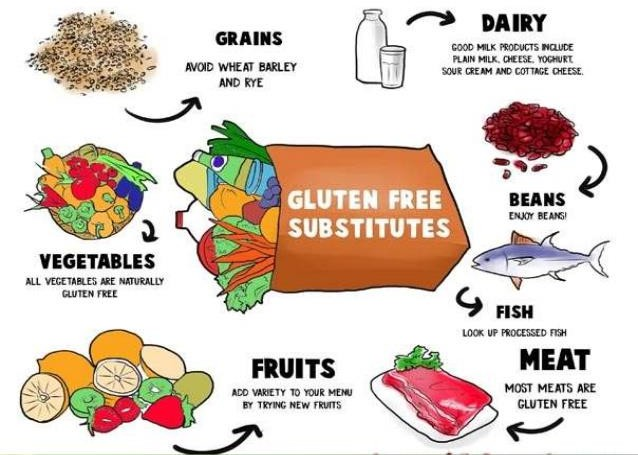 GRAINS
AVOID WHEAT BARLEY
AND RYE
DAIRY
GOOD MILK PRODUCTS INCLUDE
PLAIN MILK, CHEESE, YOGHURT,
SOUR CREAM AND COTTAGE CHEESE.
GLUTEN FREE
SUBSTITUTES
BEANS
ENJOY BEANS!
VEGETABLES
ALL VEGETABLES ARE NATURALLY
GLUTEN FREE
FISH
LOOK UP PROCESSED FISH
FRUITS
ADD VARIETY TO YOUR MENU
BY TRYING NEW FRUITS
MEAT
MOST MEATS ARE
GLUTEN FREE